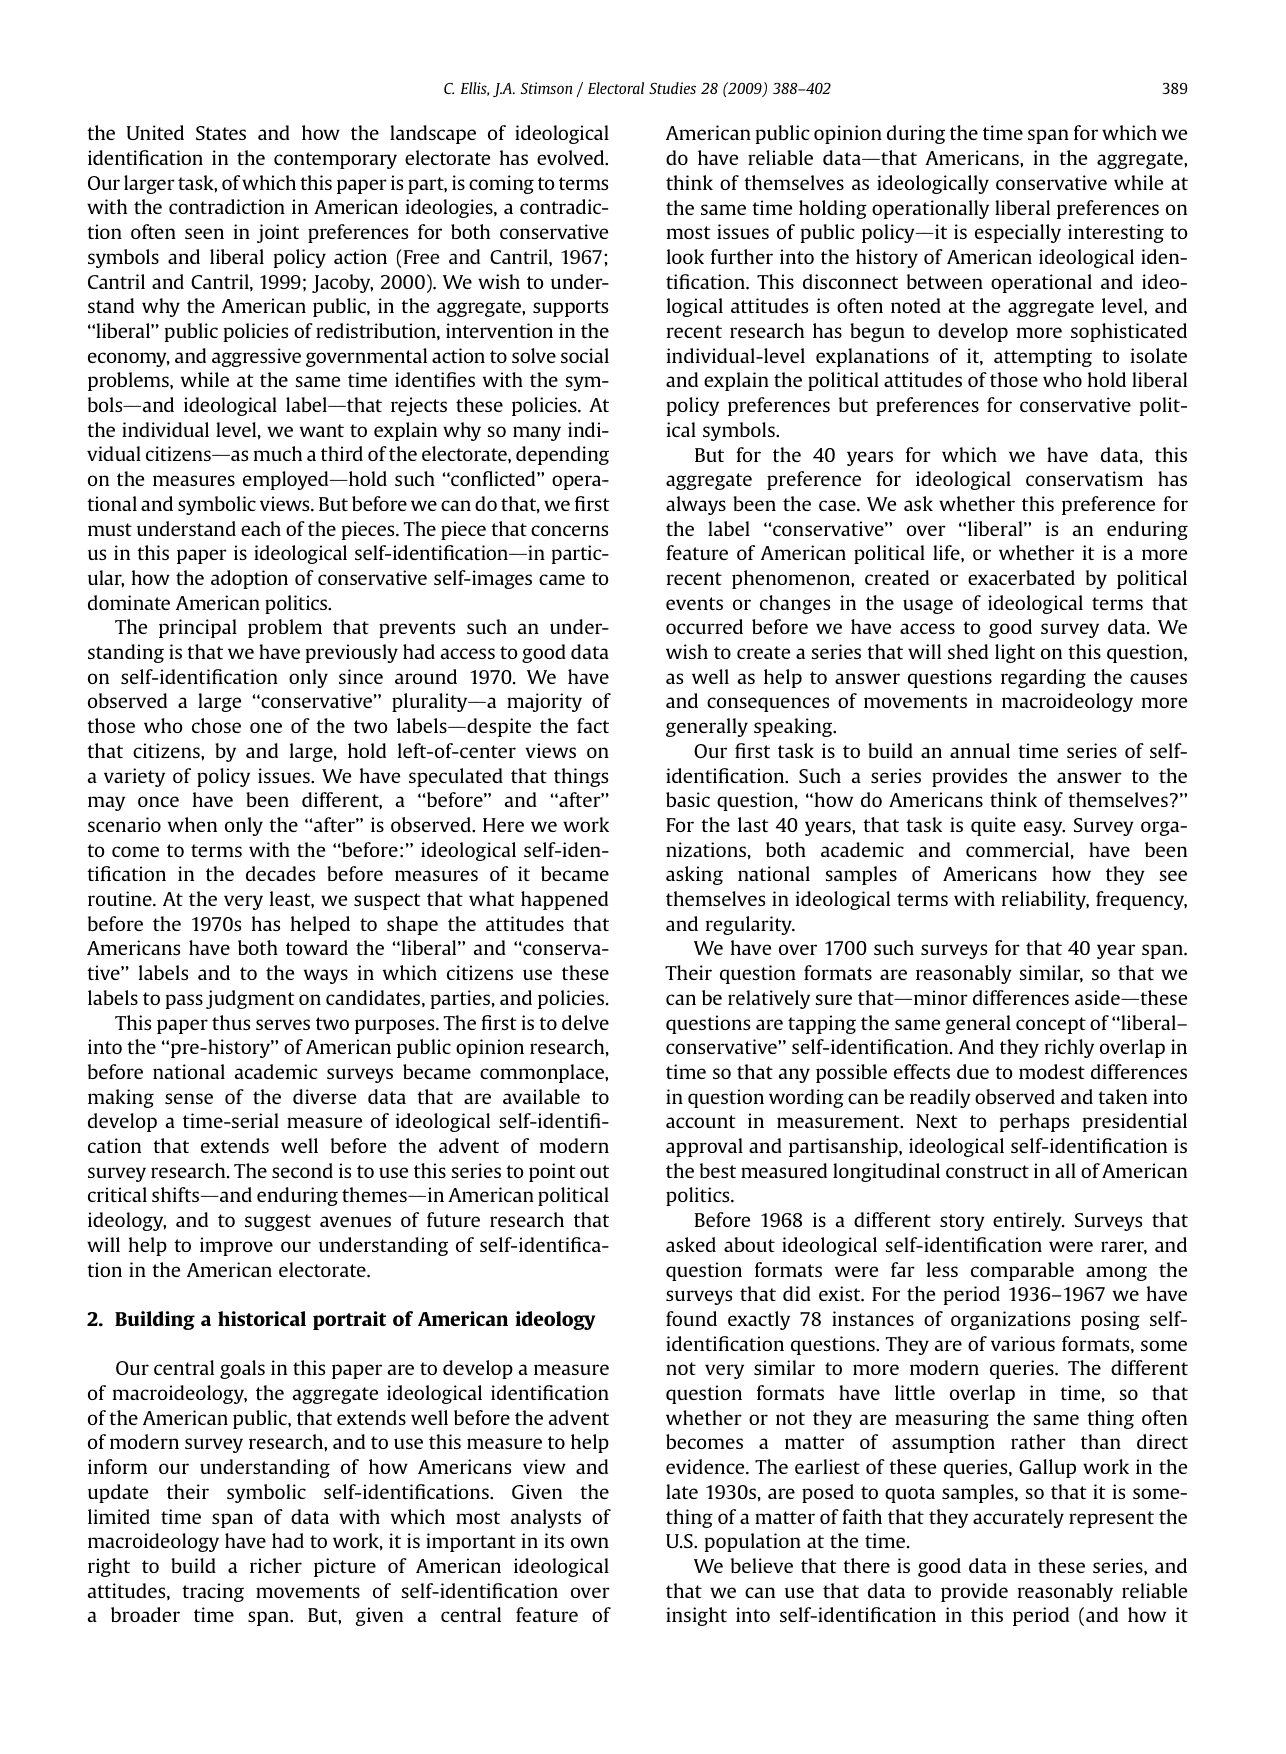 C. Ellis, J.A. Stimson / Electoral Studies 28 (2009) 388–402
389
the United States and how the landscape of ideological
identification in the contemporary electorate has evolved.
Our larger task, of which this paper is part, is coming to terms
with the contradiction in American ideologies, a contradic-
tion often seen in joint preferences for both conservative
symbols and liberal policy action (Free and Cantril, 1967;
Cantril and Cantril, 1999; Jacoby, 2000). We wish to under-
stand why the American public, in the aggregate, supports
‘‘liberal’’ public policies of redistribution, intervention in the
economy, and aggressive governmental action to solve social
problems, while at the same time identifies with the sym-
bols—and ideological label—that rejects these policies. At
the individual level, we want to explain why so many indi-
vidual citizens—as much a third of the electorate, depending
on the measures employed—hold such ‘‘conflicted’’ opera-
tional and symbolic views. But before we can do that, we first
must understand each of the pieces. The piece that concerns
us in this paper is ideological self-identification—in partic-
ular, how the adoption of conservative self-images came to
dominate American politics.
The principal problem that prevents such an under-
standing is that we have previously had access to good data
on self-identification only since around 1970. We have
observed a large ‘‘conservative’’ plurality—a majority of
those who chose one of the two labels—despite the fact
that citizens, by and large, hold left-of-center views on
a variety of policy issues. We have speculated that things
may once have been different, a ‘‘before’’ and ‘‘after’’
scenario when only the ‘‘after’’ is observed. Here we work
to come to terms with the ‘‘before:’’ ideological self-iden-
tification in the decades before measures of it became
routine. At the very least, we suspect that what happened
before the 1970s has helped to shape the attitudes that
Americans have both toward the ‘‘liberal’’ and ‘‘conserva-
tive’’ labels and to the ways in which citizens use these
labels to pass judgment on candidates, parties, and policies.
This paper thus serves two purposes. The first is to delve
into the ‘‘pre-history’’ of American public opinion research,
before national academic surveys became commonplace,
making sense of the diverse data that are available to
develop a time-serial measure of ideological self-identifi-
cation that extends well before the advent of modern
survey research. The second is to use this series to point out
critical shifts—and enduring themes—in American political
ideology, and to suggest avenues of future research that
will help to improve our understanding of self-identifica-
tion in the American electorate.
2. Building a historical portrait of American ideology
Our central goals in this paper are to develop a measure
of macroideology, the aggregate ideological identification
of the American public, that extends well before the advent
of modern survey research, and to use this measure to help
inform our understanding of how Americans view and
update their symbolic self-identifications. Given the
limited time span of data with which most analysts of
macroideology have had to work, it is important in its own
right to build a richer picture of American ideological
attitudes, tracing movements of self-identification over
a broader time span. But, given a central feature of
American public opinion during the time span for which we
do have reliable data—that Americans, in the aggregate,
think of themselves as ideologically conservative while at
the same time holding operationally liberal preferences on
most issues of public policy—it is especially interesting to
look further into the history of American ideological iden-
tification. This disconnect between operational and ideo-
logical attitudes is often noted at the aggregate level, and
recent research has begun to develop more sophisticated
individual-level explanations of it, attempting to isolate
and explain the political attitudes of those who hold liberal
policy preferences but preferences for conservative polit-
ical symbols.
But for the 40 years for which we have data, this
aggregate preference for ideological conservatism has
always been the case. We ask whether this preference for
the label ‘‘conservative’’ over ‘‘liberal’’ is an enduring
feature of American political life, or whether it is a more
recent phenomenon, created or exacerbated by political
events or changes in the usage of ideological terms that
occurred before we have access to good survey data. We
wish to create a series that will shed light on this question,
as well as help to answer questions regarding the causes
and consequences of movements in macroideology more
generally speaking.
Our first task is to build an annual time series of self-
identification. Such a series provides the answer to the
basic question, ‘‘how do Americans think of themselves?’’
For the last 40 years, that task is quite easy. Survey orga-
nizations, both academic and commercial, have been
asking national samples of Americans how they see
themselves in ideological terms with reliability, frequency,
and regularity.
We have over 1700 such surveys for that 40 year span.
Their question formats are reasonably similar, so that we
can be relatively sure that—minor differences aside—these
questions are tapping the same general concept of ‘‘liberal–
conservative’’ self-identification. And they richly overlap in
time so that any possible effects due to modest differences
in question wording can be readily observed and taken into
account in measurement. Next to perhaps presidential
approval and partisanship, ideological self-identification is
the best measured longitudinal construct in all of American
politics.
Before 1968 is a different story entirely. Surveys that
asked about ideological self-identification were rarer, and
question formats were far less comparable among the
surveys that did exist. For the period 1936–1967 we have
found exactly 78 instances of organizations posing self-
identification questions. They are of various formats, some
not very similar to more modern queries. The different
question formats have little overlap in time, so that
whether or not they are measuring the same thing often
becomes a matter of assumption rather than direct
evidence. The earliest of these queries, Gallup work in the
late 1930s, are posed to quota samples, so that it is some-
thing of a matter of faith that they accurately represent the
U.S. population at the time.
We believe that there is good data in these series, and
that we can use that data to provide reasonably reliable
insight into self-identification in this period (and how it